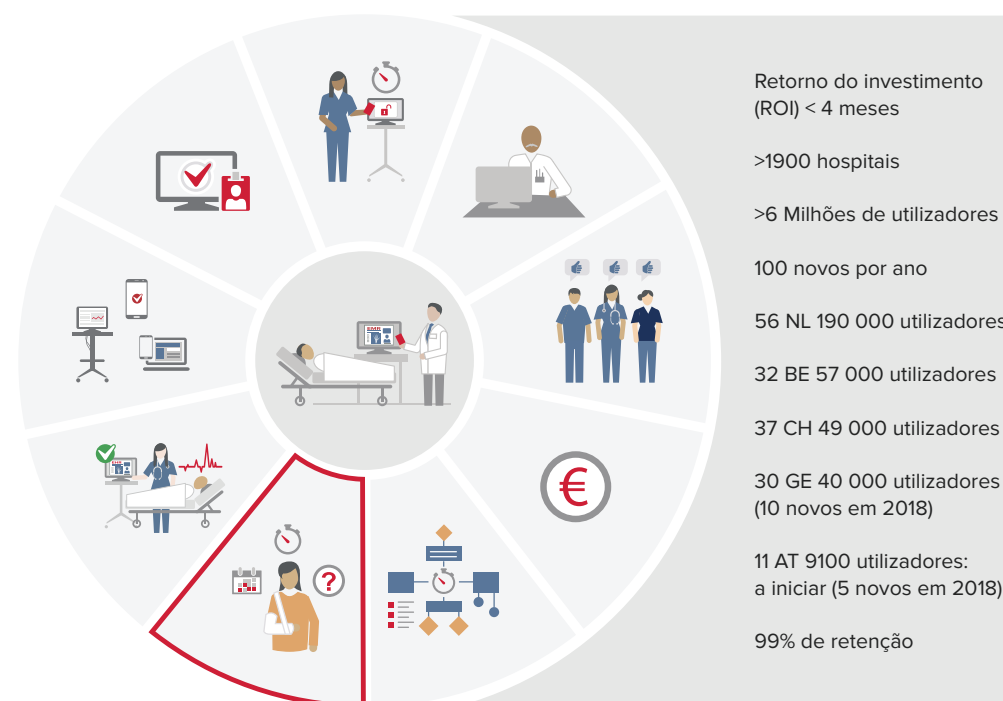 EMR
EMR
€
?
Retorno do investimento
(ROI) < 4 meses
>1900 hospitais
>6 Milhões de utilizadores
100 novos por ano
56 NL 190 000 utilizadores
32 BE 57 000 utilizadores
37 CH 49 000 utilizadores
30 GE 40 000 utilizadores
(10 novos em 2018)
11 AT 9100 utilizadores:
a iniciar (5 novos em 2018)
99% de retenção